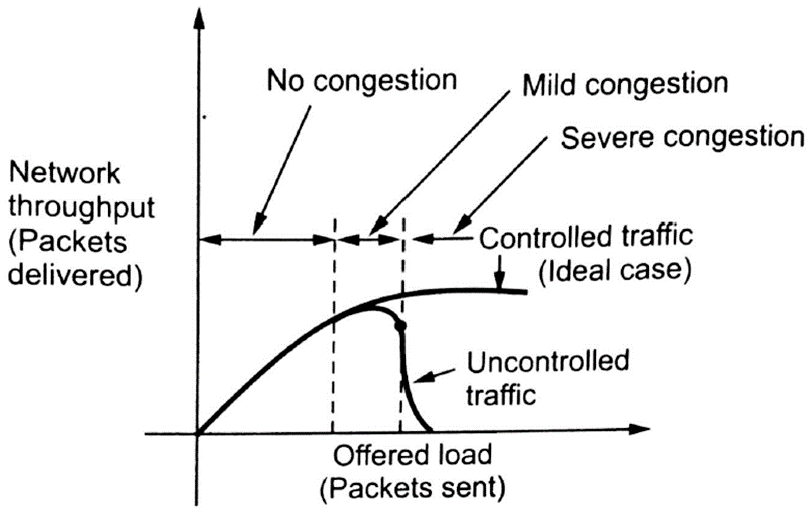 No congestion
Mild congestion
Severe congestion
Network
throughput
(Packets
delivered)
Controlled traffic
(Ideal case)
Uncontrolled
traffic
Offered load
(Packets sent)